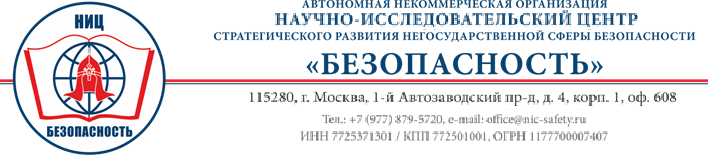 НИЦ
БЕЗОПАСНОСТЬ
АВТОНОМНАЯ НЕКОММЕРЧЕСКАЯ ОРГАНИЗАЦИЯ
НАУЧНО-ИССЛЕДОВАТЕЛЬСКИЙ ЦЕНТР
СТРАТЕГИЧЕСКОГО РАЗВИТИЯ НЕГОСУДАРСТВЕННОЙ СФЕРЫ БЕЗОПАСНОСТИ
«БЕЗОПАСНОСТЬ»
115280, г. Москва, 1-й Автозаводский пр-д, д. 4, корп. 1, оф. 608
Тел.: +7 (977) 879-5720, e-mail: office@nic-safety.ru
ИНН 7725371301 / КПП 772501001, ОГРН 1177700007407